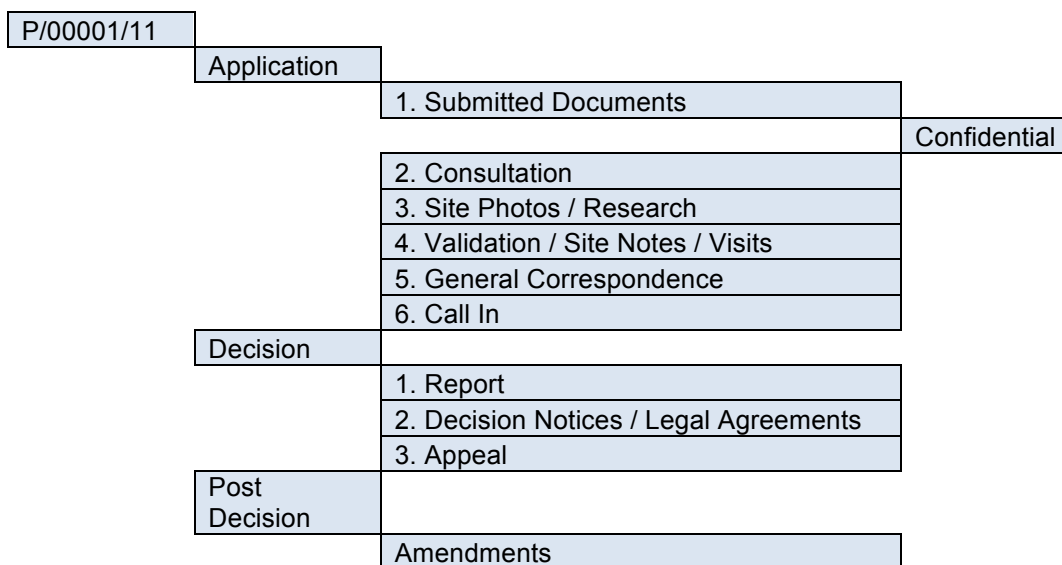 P/00001/11
Application
1. Submitted Documents
Confidential
2. Consultation
3. Site Photos / Research
4. Validation / Site Notes / Visits
5. General Correspondence
6. Call In
Decision
1. Report
2. Decision Notices / Legal Agreements
3. Appeal
Post
Decision
Amendments